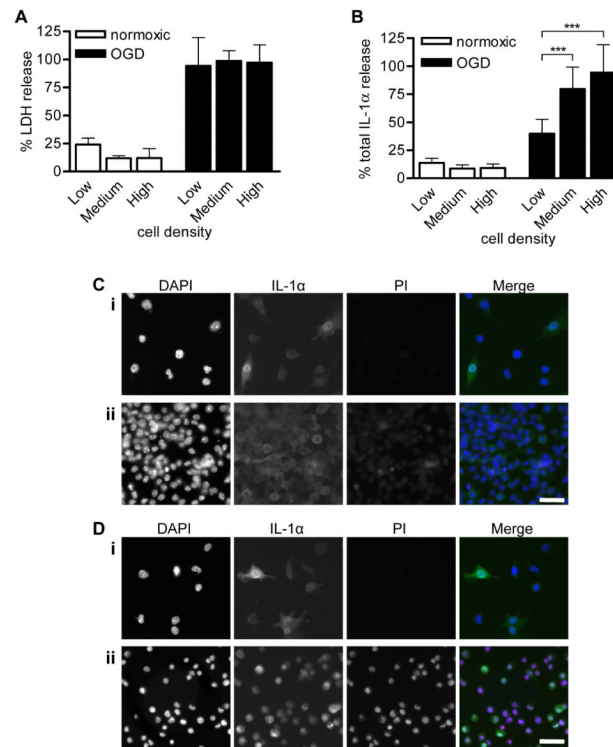 A
normoxic
OGD
% LDH release
125
100
75
50
25
0
Low
Medium
High
Low
Medium
High
cell density
B
normoxic
OGD
***
***
% total IL-1α release
125
100
75
50
25
0
Low
Medium
High
Low
Medium
High
cell density
C
DAPI IL-1α PI Merge
i
ii
D
DAPI IL-1α PI Merge
i
ii